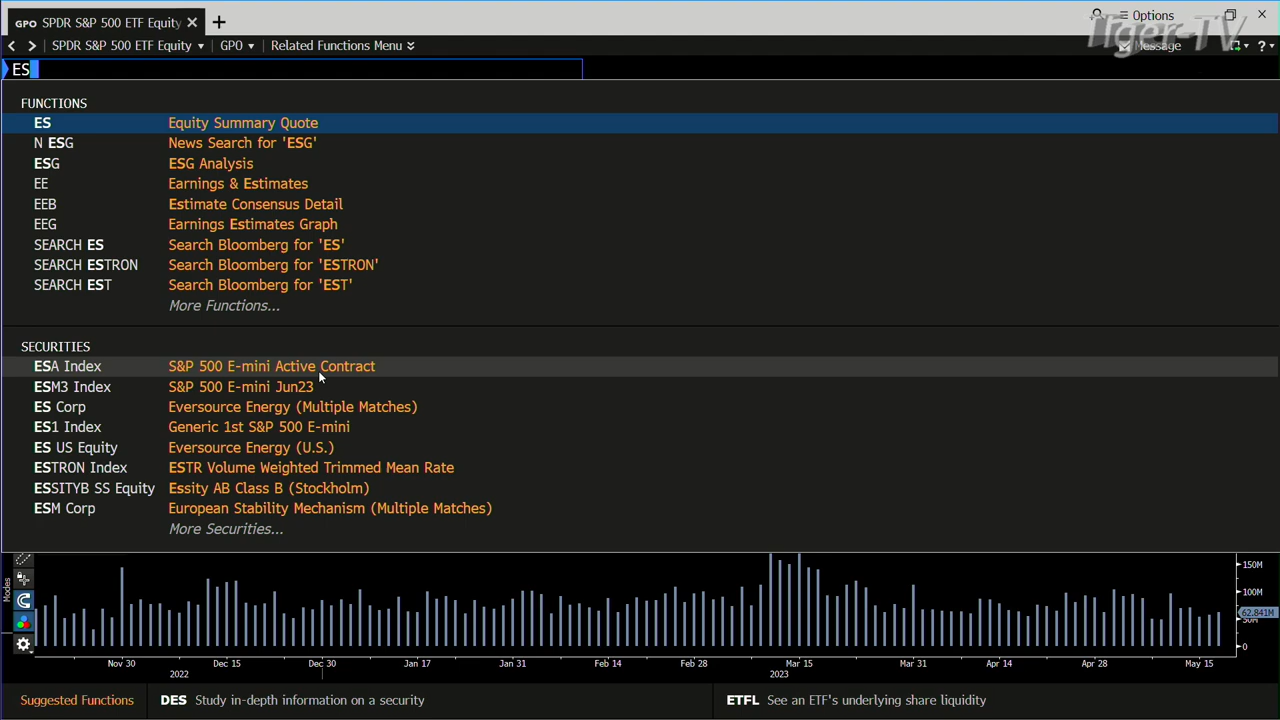 GPO SPDR S&P 500 ETF Equity
Options
Tiger-TV
SPDR S&P 500 ETF Equity GPO Related Functions Menu
Message ?
ES
FUNCTIONS
ES Equity Summary Quote
N ESG News Search for 'ESG'
ESG ESG Analysis
EE Earnings & Estimates
EEB Estimate Consensus Detail
EEG Earnings Estimates Graph
SEARCH ES Search Bloomberg for 'ES'
SEARCH ESTRON Search Bloomberg for 'ESTRON'
SEARCH EST Search Bloomberg for 'EST'
More Functions...
SECURITIES
ESA Index S&P 500 E-mini Active Contract
ESM3 Index S&P 500 E-mini Jun23
ES Corp Eversource Energy (Multiple Matches)
ES1 Index Generic 1st S&P 500 E-mini
ES US Equity Eversource Energy (U.S.)
ESTRON Index ESTR Volume Weighted Trimmed Mean Rate
ESSITYB SS Equity Essity AB Class B (Stockholm)
ESM Corp European Stability Mechanism (Multiple Matches)
More Securities...
Modes
150M
100M
62.841M
50M
0
Nov 30 Dec 15 Dec 30 Jan 17 Jan 31 Feb 14 Feb 28 Mar 15 Mar 31 Apr 14 Apr 28 May 15
2022 2023
Suggested Functions DES Study in-depth information on a security ETFL See an ETF's underlying share liquidity